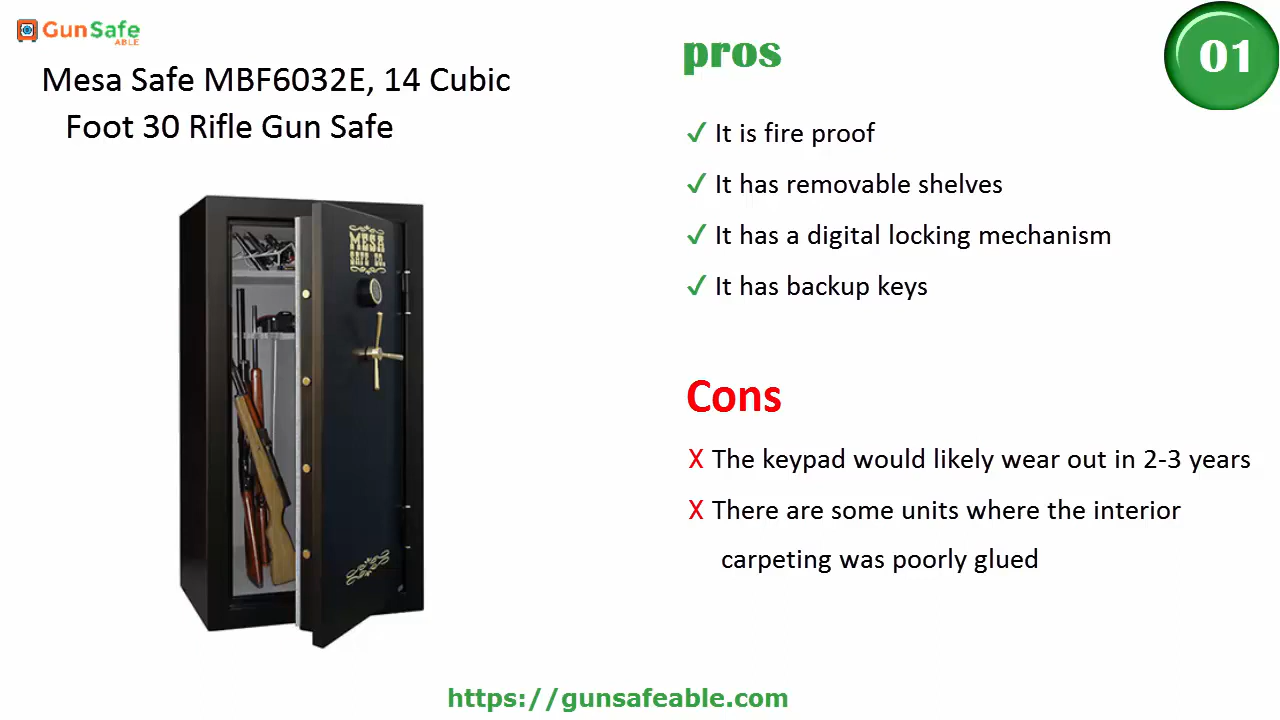 GunSafe
ABLE
Mesa Safe MBF6032E, 14 Cubic
Foot 30 Rifle Gun Safe
MESA
SAFE CO.
pros
01
✓ It is fire proof
✓ It has removable shelves
✓ It has a digital locking mechanism
✓ It has backup keys
Cons
X The keypad would likely wear out in 2-3 years
X There are some units where the interior
carpeting was poorly glued
https://gunsafeable.com